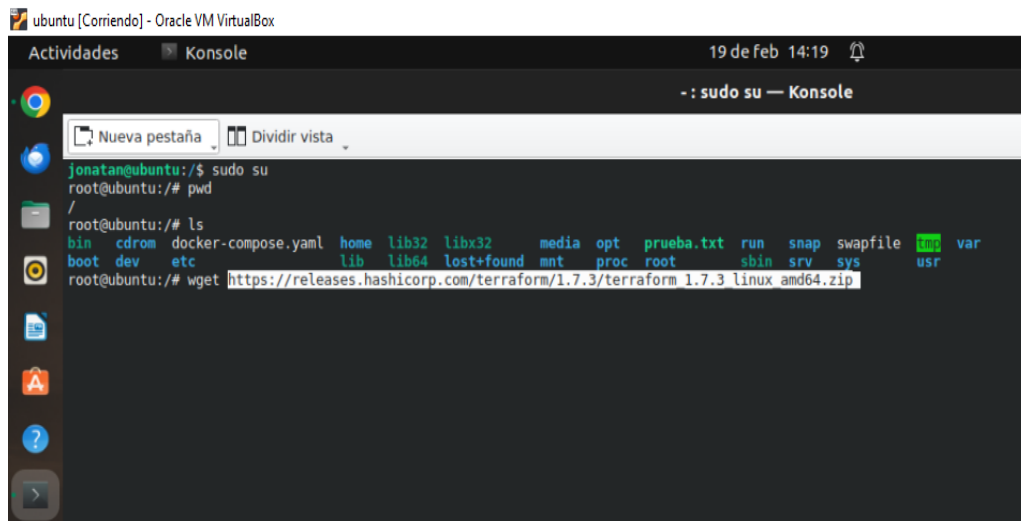 ubuntu [Corriendo] - Oracle VM VirtualBox
Actividades Konsole 19 de feb 14:19
- : sudo su — Konsole
Nueva pestaña Dividir vista
jonatan@ubuntu:/$ sudo su
root@ubuntu:/# pwd
/
root@ubuntu:/# ls
bin cdrom docker-compose.yaml home lib32 libx32 media opt prueba.txt run snap swapfile tmp var
boot dev etc lib lib64 lost+found mnt proc root sbin srv sys usr
root@ubuntu:/# wget https://releases.hashicorp.com/terraform/1.7.3/terraform_1.7.3_linux_amd64.zip